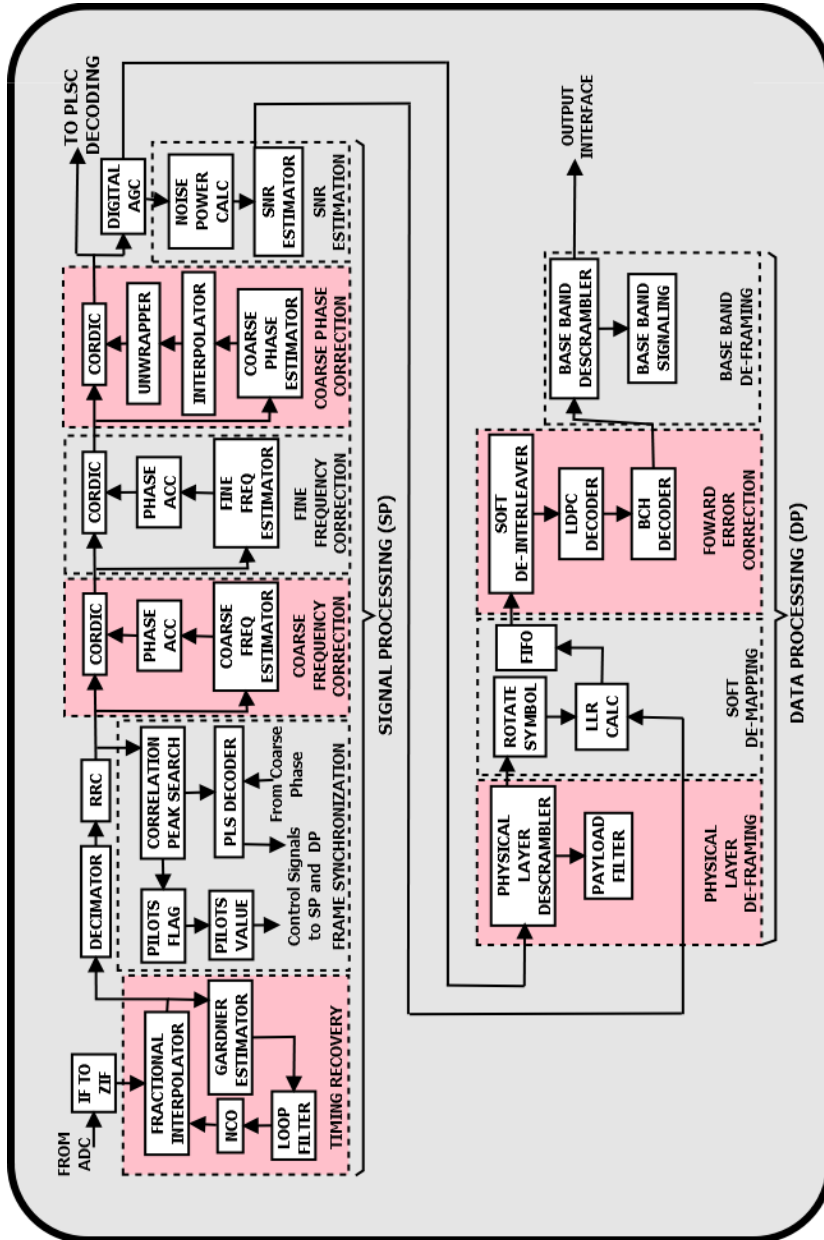 FROM
ADC
IF TO
ZIF
FRACTIONAL
INTERPOLATOR
GARDNER
ESTIMATOR
NCO
LOOP
FILTER
TIMING RECOVERY
DECIMATOR
RRC
PILOTS
FLAG
CORRELATION
PEAK SEARCH
PILOTS
VALUE
PLS DECODER
Control Signals
to SP and DP
From Coarse
Phase
FRAME SYNCHRONIZATION
CORDIC
PHASE
ACC
COARSE
FREQ
ESTIMATOR
COARSE
FREQUENCY
CORRECTION
CORDIC
PHASE
ACC
FINE
FREQ
ESTIMATOR
FINE
FREQUENCY
CORRECTION
CORDIC
UNWRAPPER
INTERPOLATOR
COARSE
PHASE
ESTIMATOR
COARSE PHASE
CORRECTION
TO PLSC
DECODING
DIGITAL
AGC
NOISE
POWER
CALC
SNR
ESTIMATOR
SNR
ESTIMATION
SIGNAL PROCESSING (SP)
PHYSICAL
LAYER
DESCRAMBLER
PAYLOAD
FILTER
PHYSICAL
LAYER
DE-FRAMING
ROTATE
SYMBOL
LLR
CALC
FIFO
SOFT
DE-MAPPING
SOFT
DE-INTERLEAVER
LDPC
DECODER
BCH
DECODER
FOWARD
ERROR
CORRECTION
BASE BAND
DESCRAMBLER
BASE BAND
SIGNALING
BASE BAND
DE-FRAMING
OUTPUT
INTERFACE
DATA PROCESSING (DP)